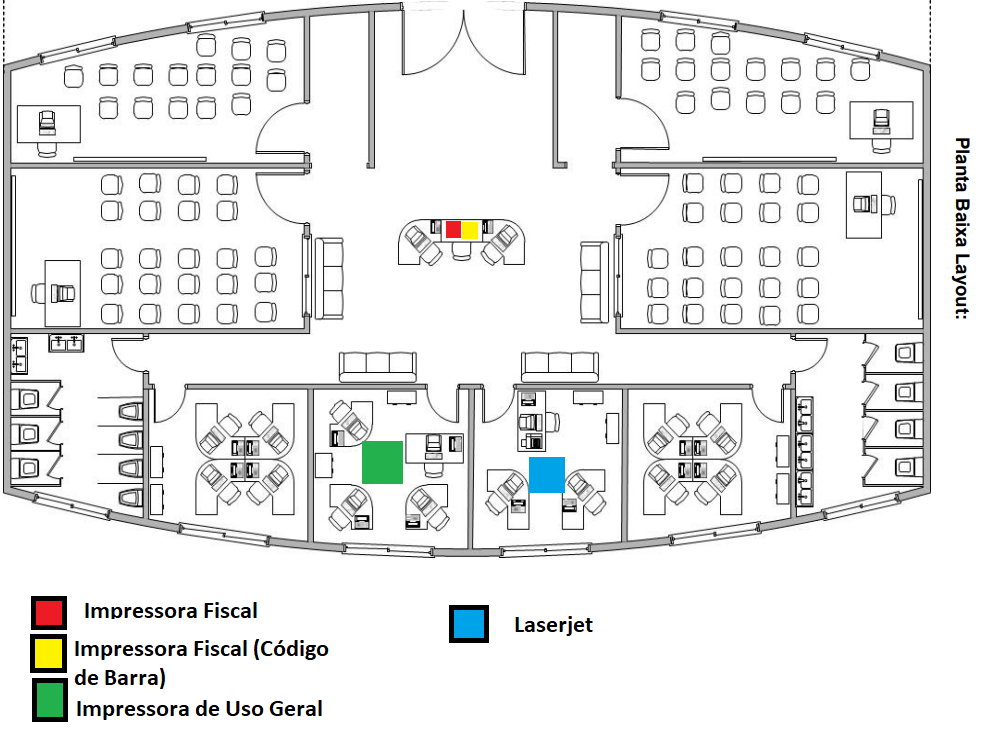 Planta Baixa Layout:
Impressora Fiscal
Impressora Fiscal (Código
de Barra)
Impressora de Uso Geral
Laserjet